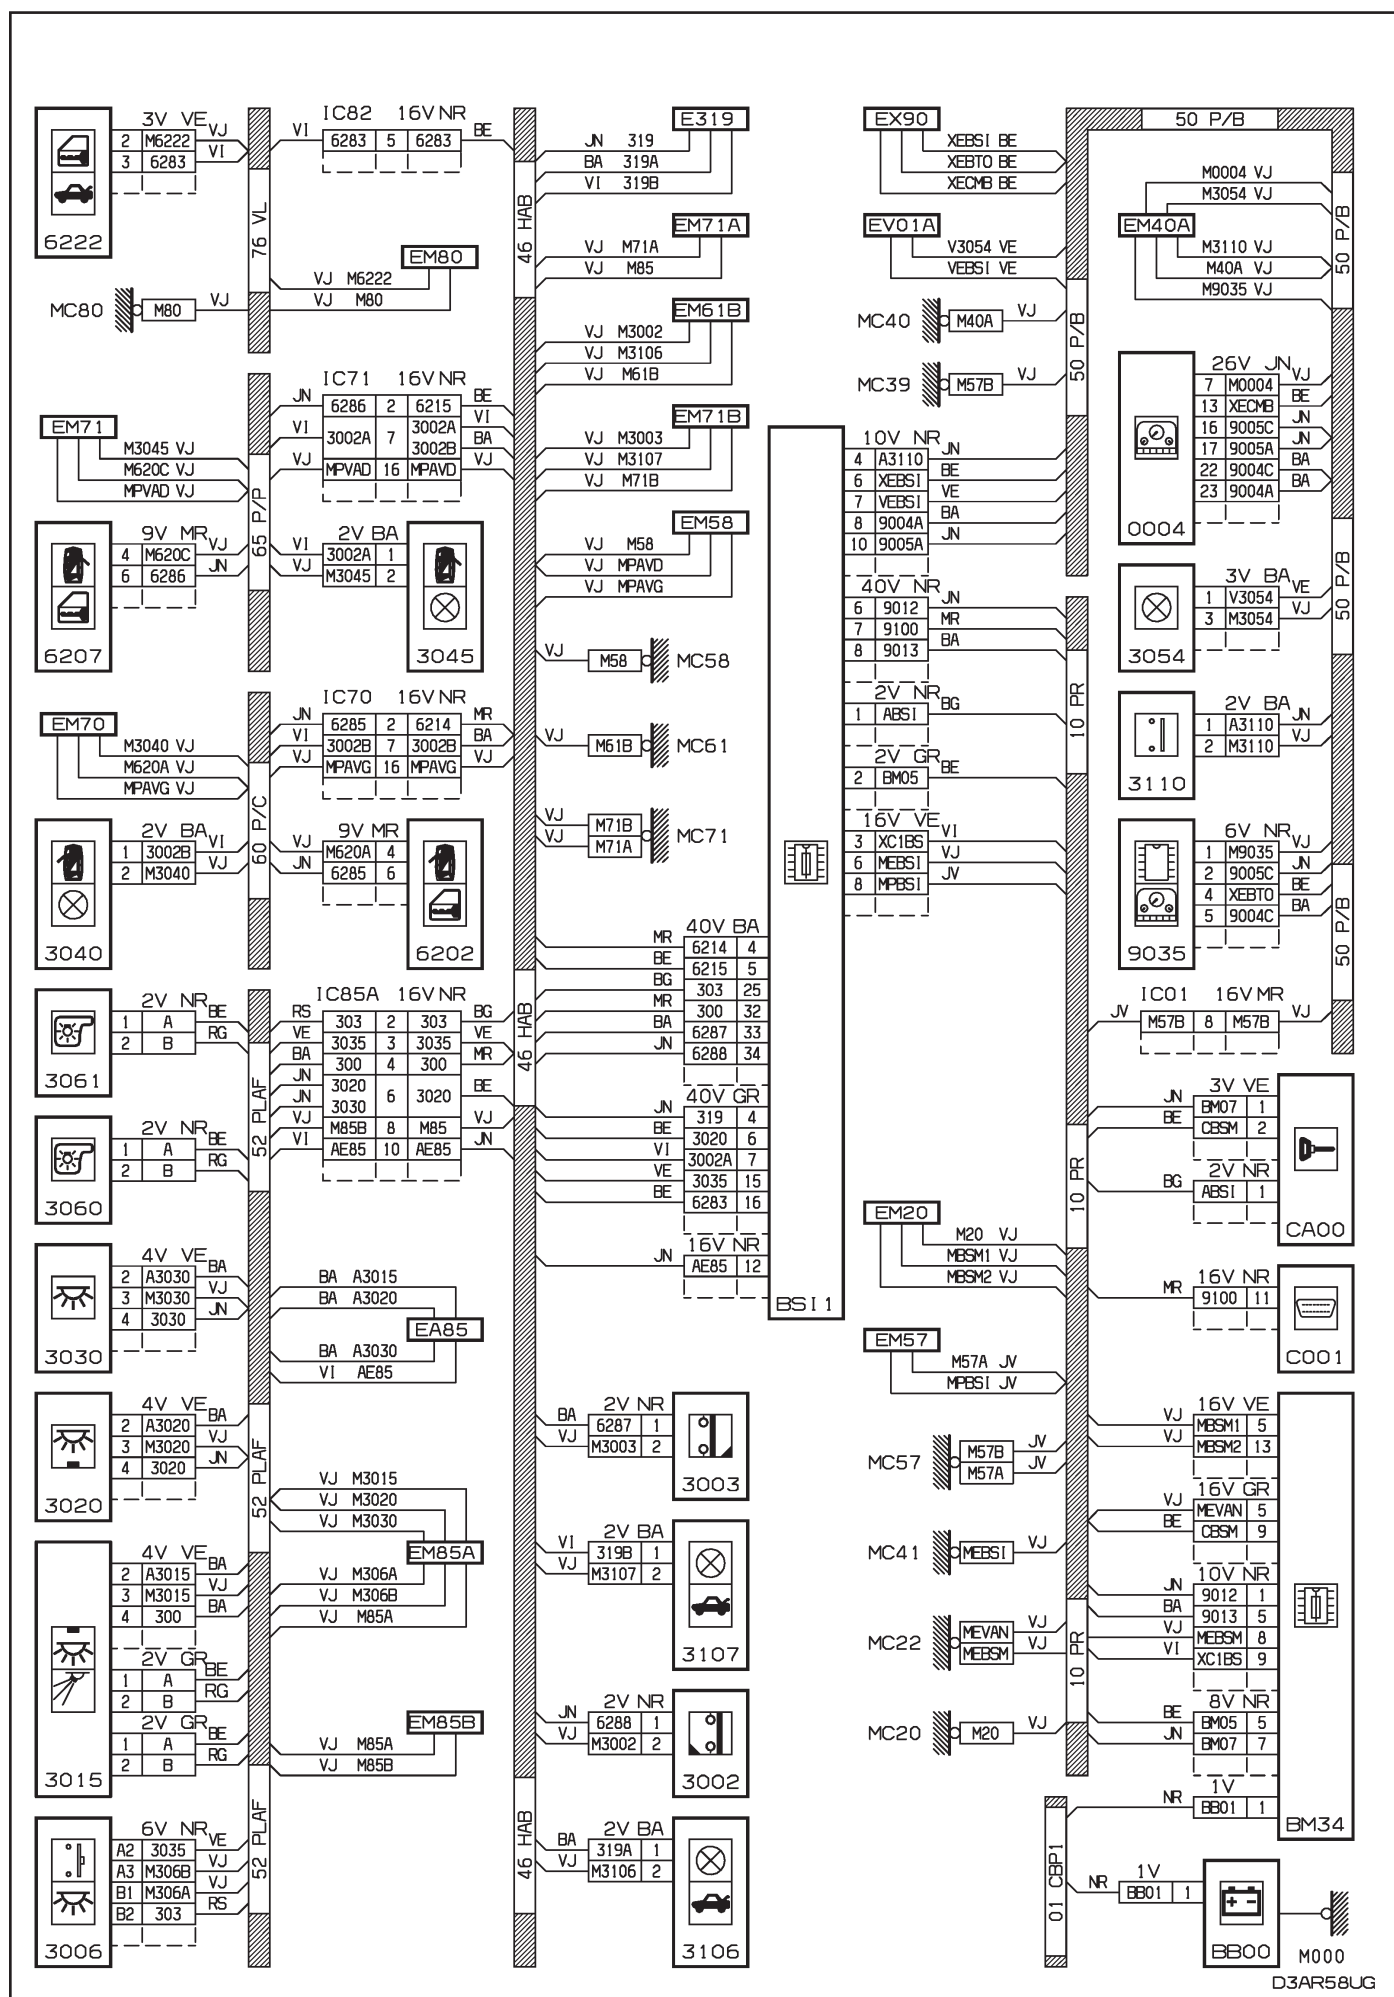 3V VE
2 M6222 VJ
3 6283 VI
6222
MC80 M80 VJ
76 VL
IC82 16V NR
VI 6283 5 6283 BE
EM80
VJ M6222
VJ M80
EM71
M3045 VJ
M620C VJ
MPVAD VJ
9V MR
4 M620C VJ
6 6286 JN
6207
65 P/P
IC71 16V NR
JN 6286 2 6215 BE
VI 3002A 7 3002A VI
3002B BA
VJ MPVAD 16 MPAVD VJ
2V BA
VI 3002A 1
VJ M3045 2
3045
EM70
M3040 VJ
M620A VJ
MPAVG VJ
2V BA
1 3002B VI
2 M3040 VJ
3040
60 P/C
IC70 16V NR
JN 6285 2 6214 MR
VI 3002B 7 3002B BA
VJ MPAVG 16 MPAVG VJ
9V MR
VJ M620A 4
JN 6285 6
6202
2V NR
1 A BE
2 B RG
3061
2V NR
1 A BE
2 B RG
3060
52 PLAF
IC85A 16V NR
RS 303 2 303 BG
VE 3035 3 3035 VE
BA 300 4 300 MR
JN 3020 6 3020 BE
JN 3030
VJ M85B 8 M85 VJ
VI AE85 10 AE85 JN
4V VE
2 A3030 BA
3 M3030 VJ
4 3030 JN
3030
BA A3015
BA A3020
EA85
BA A3030
VI AE85
4V VE
2 A3020 BA
3 M3020 VJ
4 3020 JN
3020
52 PLAF
VJ M3015
VJ M3020
VJ M3030
EM85A
VJ M306A
VJ M306B
VJ M85A
4V VE
2 A3015 BA
3 M3015 VJ
4 300 BA
2V GR
1 A BE
2 B RG
2V GR
1 A BE
2 B RG
3015
EM85B
VJ M85A
VJ M85B
6V NR
A2 3035 VE
A3 M306B VJ
B1 M306A VJ
B2 303 RS
3006
52 PLAF
46 HAB
E319
JN 319
BA 319A
VI 319B
EM71A
VJ M71A
VJ M85
EM61B
VJ M3002
VJ M3106
VJ M61B
EM71B
VJ M3003
VJ M3107
VJ M71B
EM58
VJ M58
VJ MPAVD
VJ MPAVG
VJ M58 MC58
VJ M61B MC61
VJ M71B
VJ M71A MC71
46 HAB
40V BA
MR 6214 4
BE 6215 5
BG 303 25
MR 300 32
BA 6287 33
JN 6288 34
40V GR
JN 319 4
BE 3020 6
VI 3002A 7
VE 3035 15
BE 6283 16
16V NR
JN AE85 12
BSI1
2V NR
BA 6287 1
VJ M3003 2
3003
2V BA
VI 319B 1
VJ M3107 2
3107
2V NR
JN 6288 1
VJ M3002 2
3002
46 HAB
2V BA
BA 319A 1
VJ M3106 2
3106
EX90
XEBSI BE
XEBTO BE
XECMB BE
EV01A
V3054 VE
VEBSI VE
MC40 M40A VJ
MC39 M57B VJ
50 P/B
10V NR
4 A3110 JN
6 XEBSI BE
7 VEBSI VE
8 9004A BA
10 9005A JN
40V NR
6 9012 JN
7 9100 MR
8 9013 BA
2V NR
1 ABSI BG
2V GR
2 BM05 BE
16V VE
3 XC1BS VI
6 MEBSI VJ
8 MPBSI JV
10 PR
50 P/B
M0004 VJ
M3054 VJ
EM40A
M3110 VJ
M40A VJ
M9035 VJ
50 P/B
26V JN
7 M0004 VJ
13 XECMB BE
16 9005C JN
17 9005A JN
22 9004C BA
23 9004A BA
0004
3V BA
1 V3054 VE
3 M3054 VJ
3054
50 P/B
2V BA
1 A3110 JN
2 M3110 VJ
3110
6V NR
1 M9035 VJ
2 9005C JN
4 XEBTO BE
5 9004C BA
9035
50 P/B
IC01 16V MR
JV M57B 8 M57B VJ
3V VE
JN BM07 1
BE CBSM 2
2V NR
BG ABSI 1
CA00
10 PR
EM20
M20 VJ
MBSM1 VJ
MBSM2 VJ
16V NR
MR 9100 11
C001
EM57
M57A JV
MPBSI JV
MC57 M57B JV
M57A JV
MC41 MEBSI VJ
MC22 MEVAN VJ
MEBSM VJ
MC20 M20 VJ
10 PR
16V VE
VJ MBSM1 5
VJ MBSM2 13
16V GR
VJ MEVAN 5
BE CBSM 9
10V NR
JN 9012 1
BA 9013 5
VJ MEBSM 8
VI XC1BS 9
8V NR
BE BM05 5
JN BM07 7
1V
NR BB01 1
BM34
01 CBP1
1V
NR BB01 1
BB00
M000
D3AR58UG